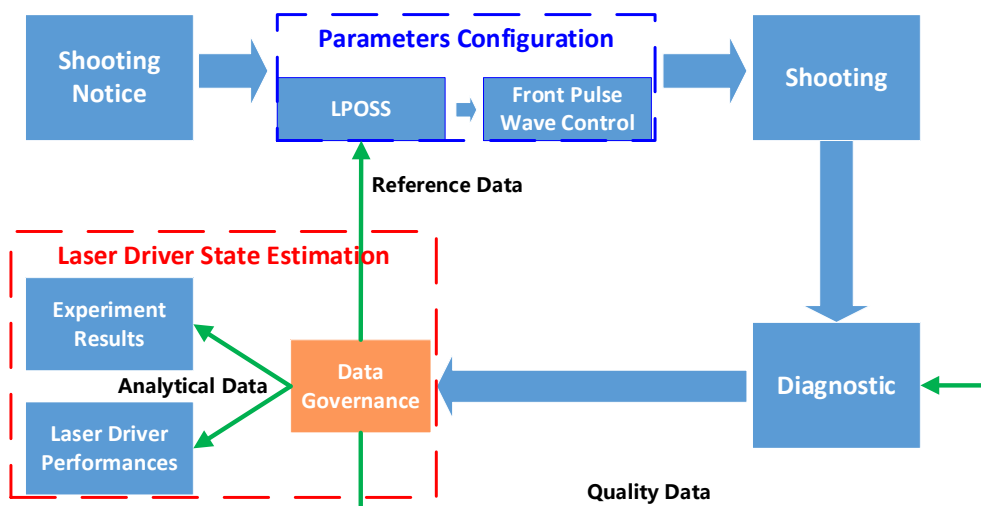 Parameters Configuration
Shooting
Notice
LPOSS
Front Pulse
Wave Control
Shooting
Reference Data
Laser Driver State Estimation
Experiment
Results
Analytical Data
Data
Governance
Diagnostic
Laser Driver
Performances
Quality Data